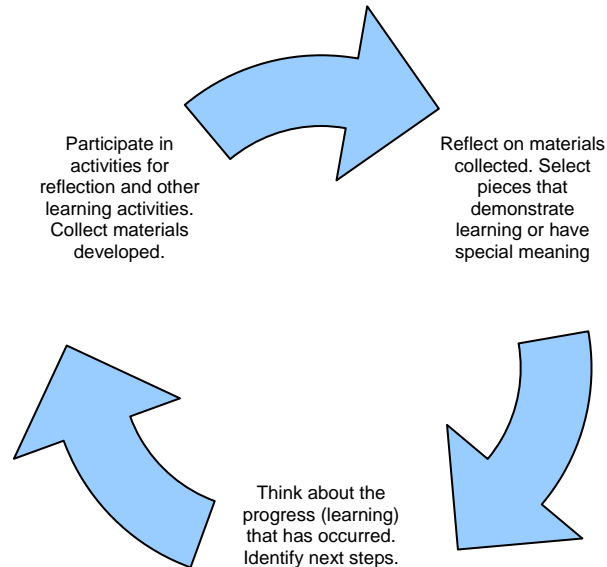 Participate in
activities for
reflection and other
learning activities.
Collect materials
developed.
Reflect on materials
collected. Select
pieces that
demonstrate
learning or have
special meaning
Think about the
progress (learning)
that has occurred.
Identify next steps.